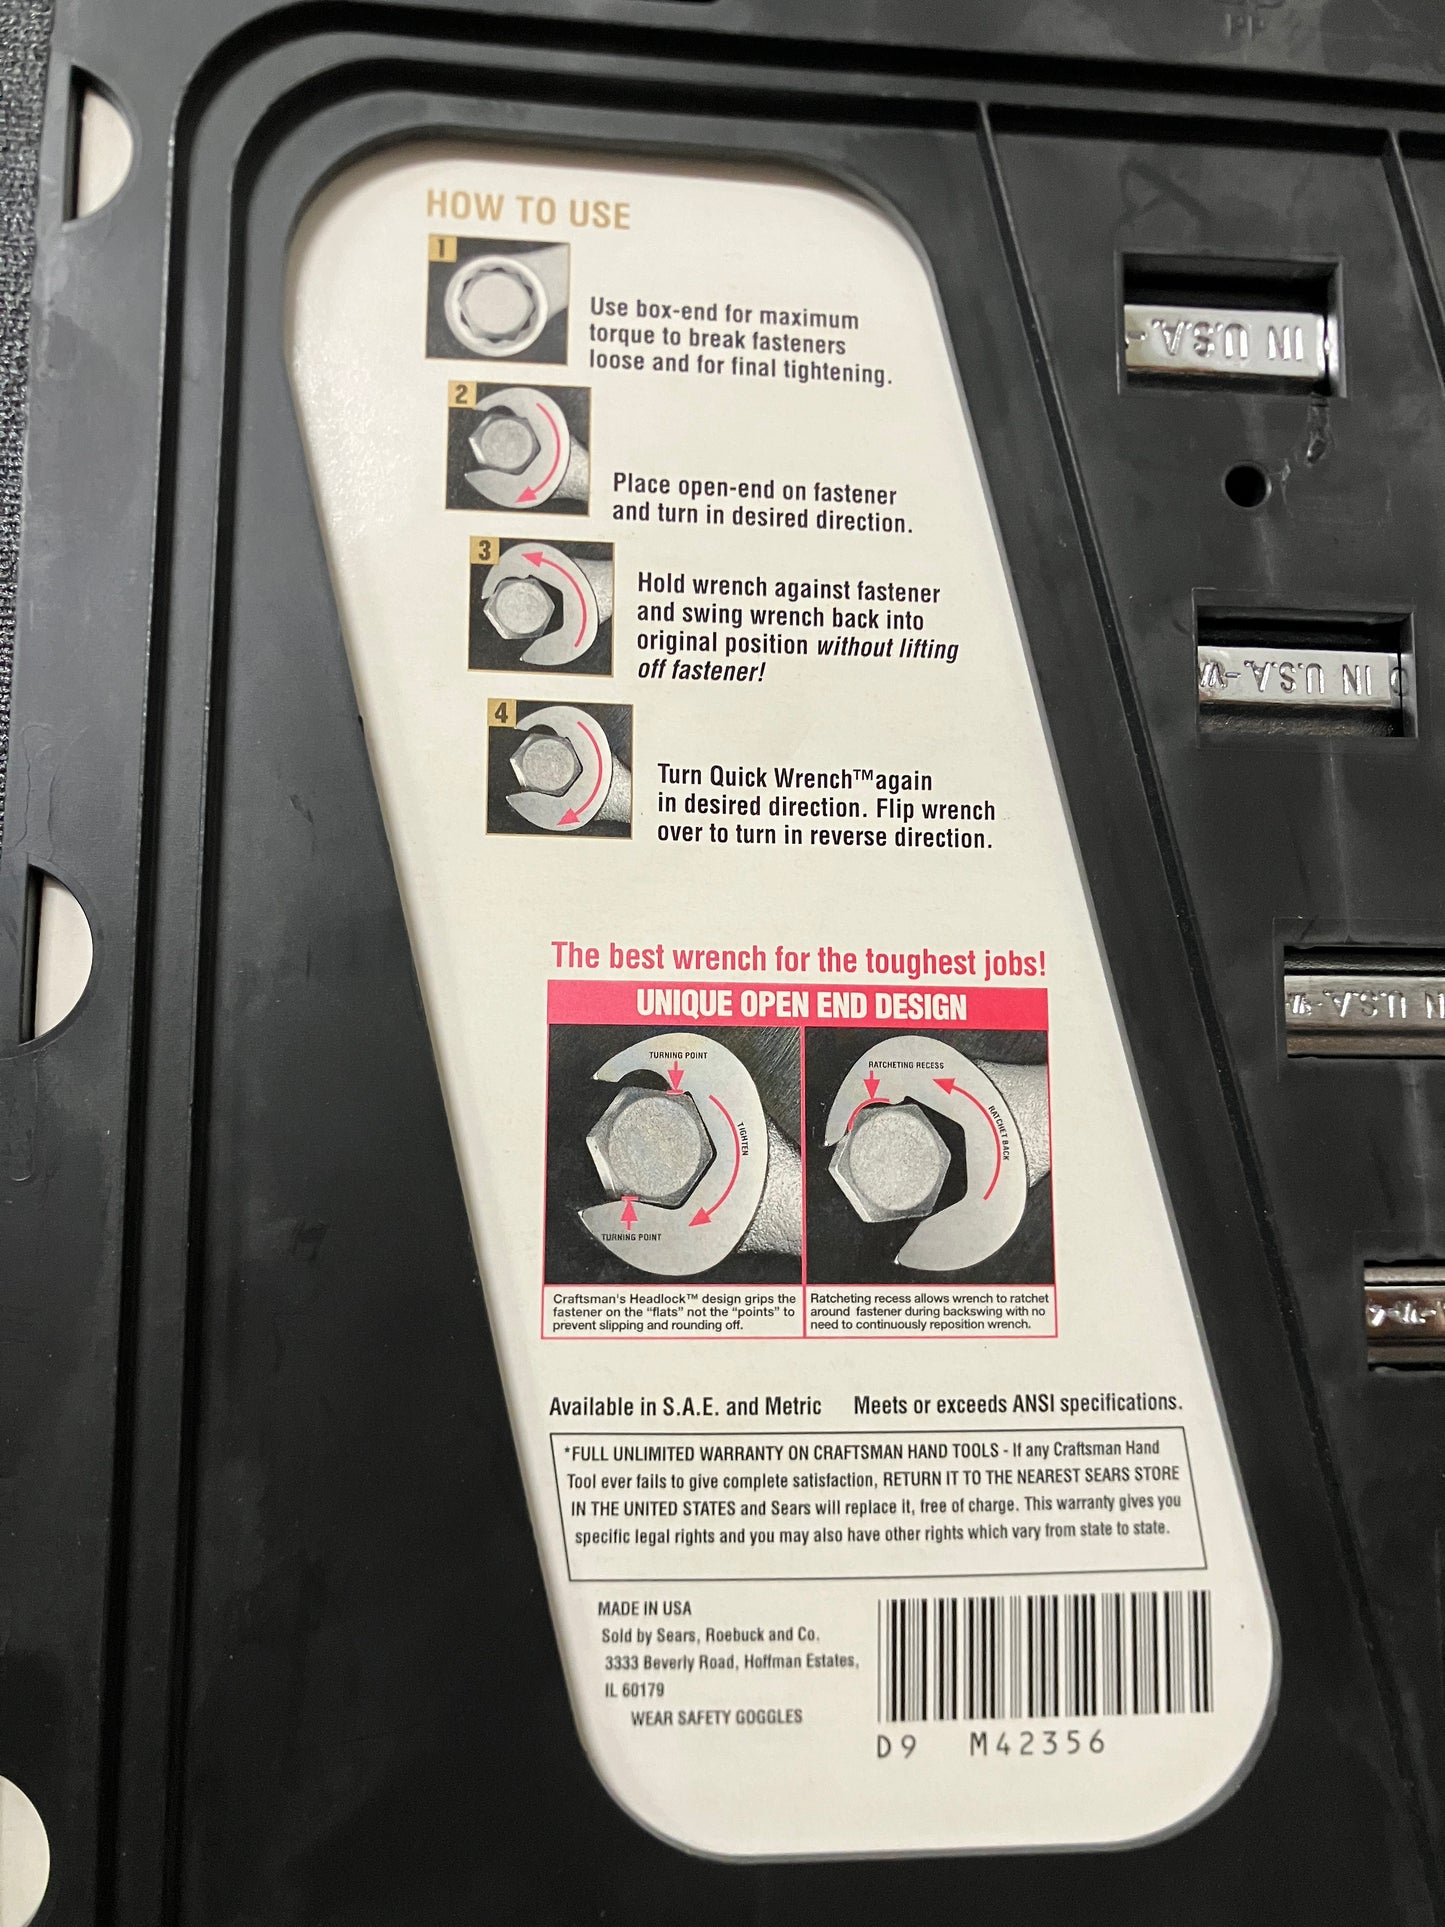 PP
HOW TO USE
1
Use box-end for maximum
torque to break fasteners
loose and for final tightening.
2
Place open-end on fastener
and turn in desired direction.
3
Hold wrench against fastener
and swing wrench back into
original position without lifting
off fastener!
4
Turn Quick Wrench™again
in desired direction. Flip wrench
over to turn in reverse direction.
The best wrench for the toughest jobs!
UNIQUE OPEN END DESIGN
TURNING POINT
TIGHTEN
TURNING POINT
RATCHETING RECESS
RATCHET BACK
Craftsman's Headlock™ design grips the
fastener on the "flats" not the "points" to
prevent slipping and rounding off.
Ratcheting recess allows wrench to ratchet
around fastener during backswing with no
need to continuously reposition wrench.
Available in S.A.E. and Metric Meets or exceeds ANSI specifications.
*FULL UNLIMITED WARRANTY ON CRAFTSMAN HAND TOOLS - If any Craftsman Hand
Tool ever fails to give complete satisfaction, RETURN IT TO THE NEAREST SEARS STORE
IN THE UNITED STATES and Sears will replace it, free of charge. This warranty gives you
specific legal rights and you may also have other rights which vary from state to state.
MADE IN USA
Sold by Sears, Roebuck and Co.
3333 Beverly Road, Hoffman Estates,
IL 60179
WEAR SAFETY GOGGLES
D9 M42356
IN U.S.A.-
IN U.S.A.-W
IN U.S.A.-W